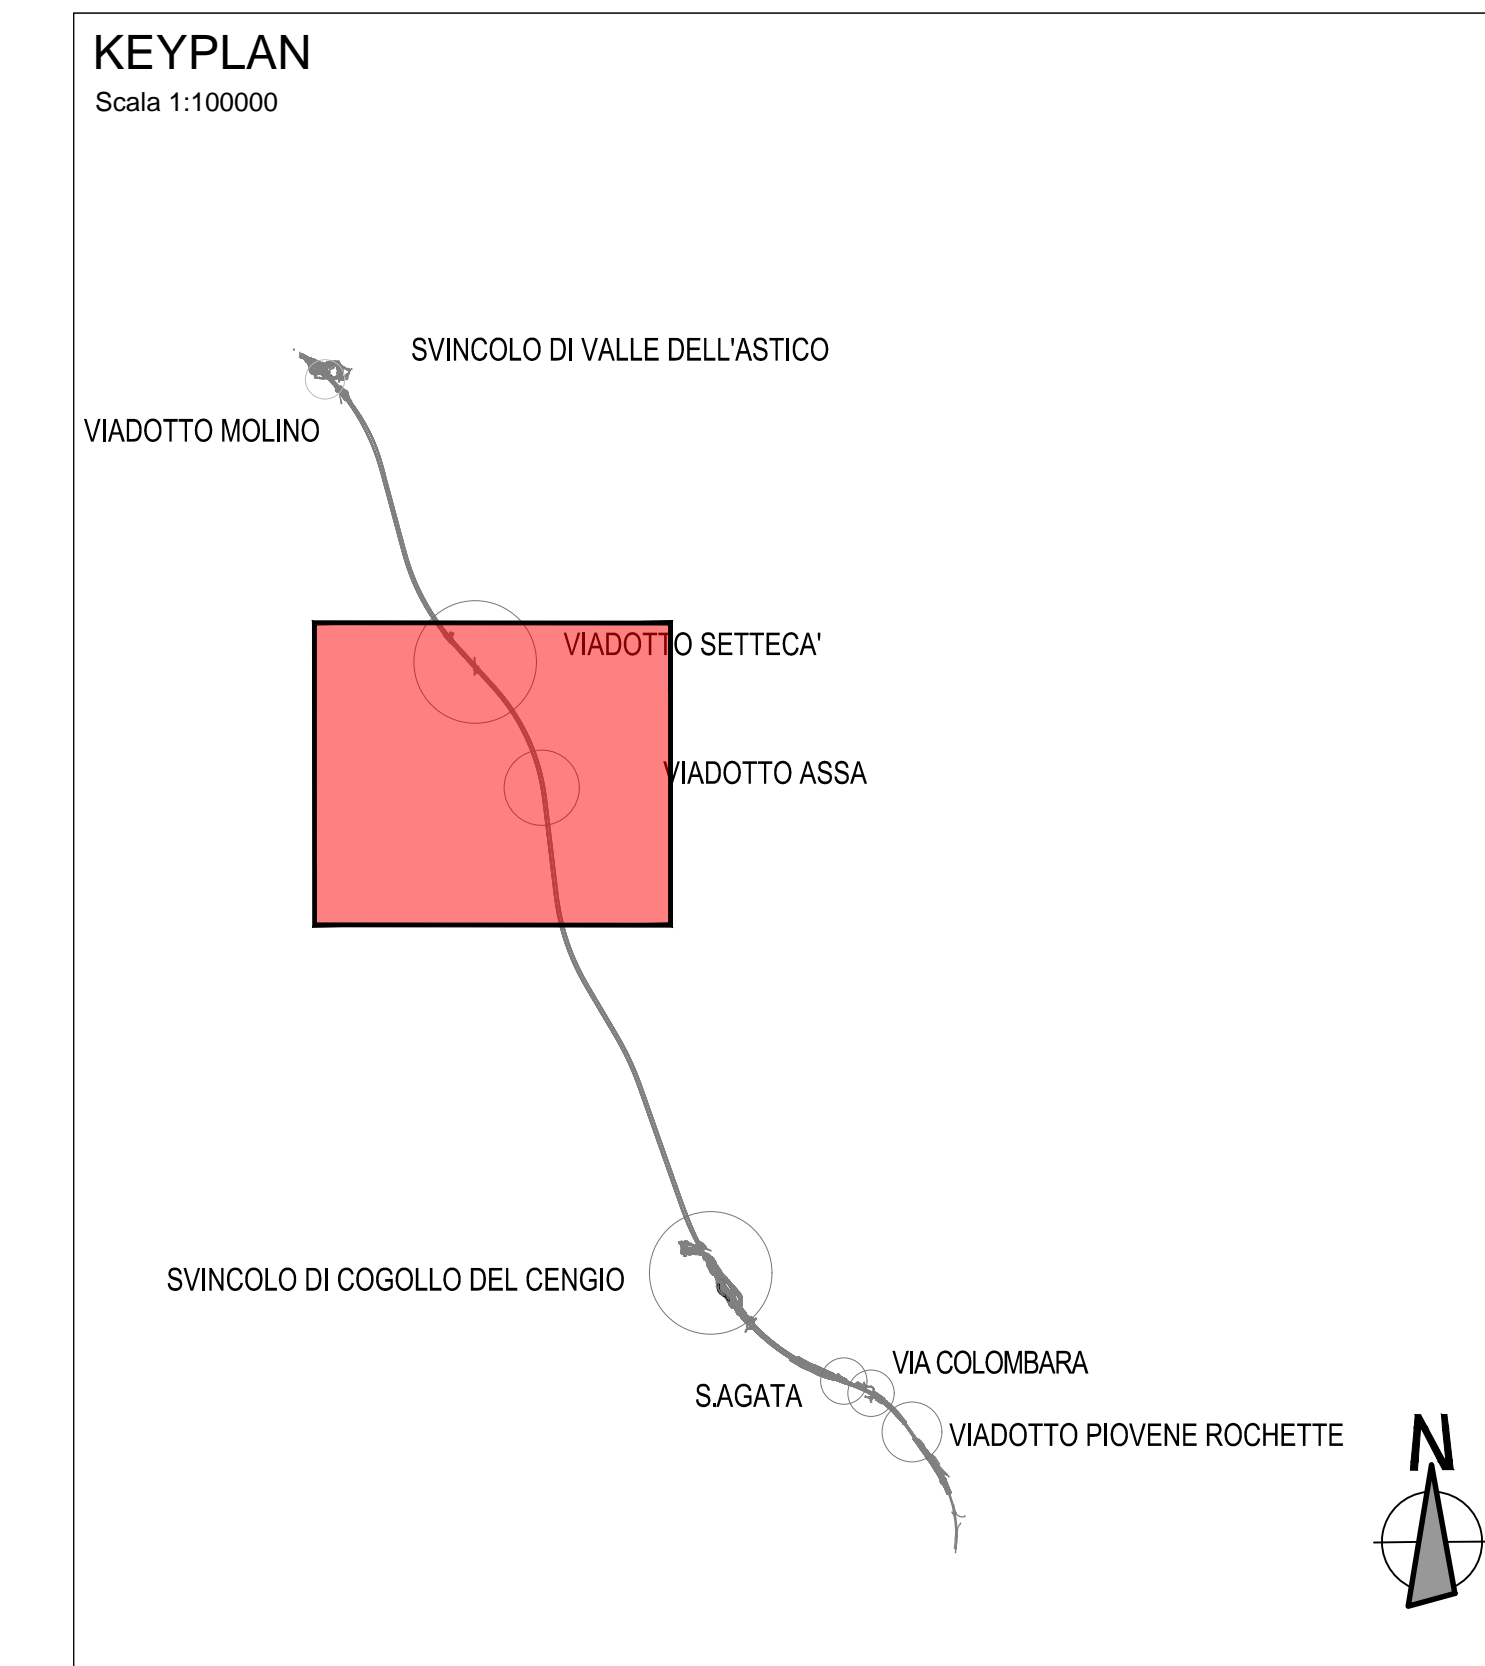 KEYPLAN
Scala 1:100000
SVINCOLO DI VALLE DELL'ASTICO
VIADOTTO MOLINO
VIADOTTO SETTECA'
VIADOTTO ASSA
SVINCOLO DI COGOLLO DEL CENGIO
VIA COLOMBARA
S.AGATA
VIADOTTO PIOVENE ROCHETTE
N